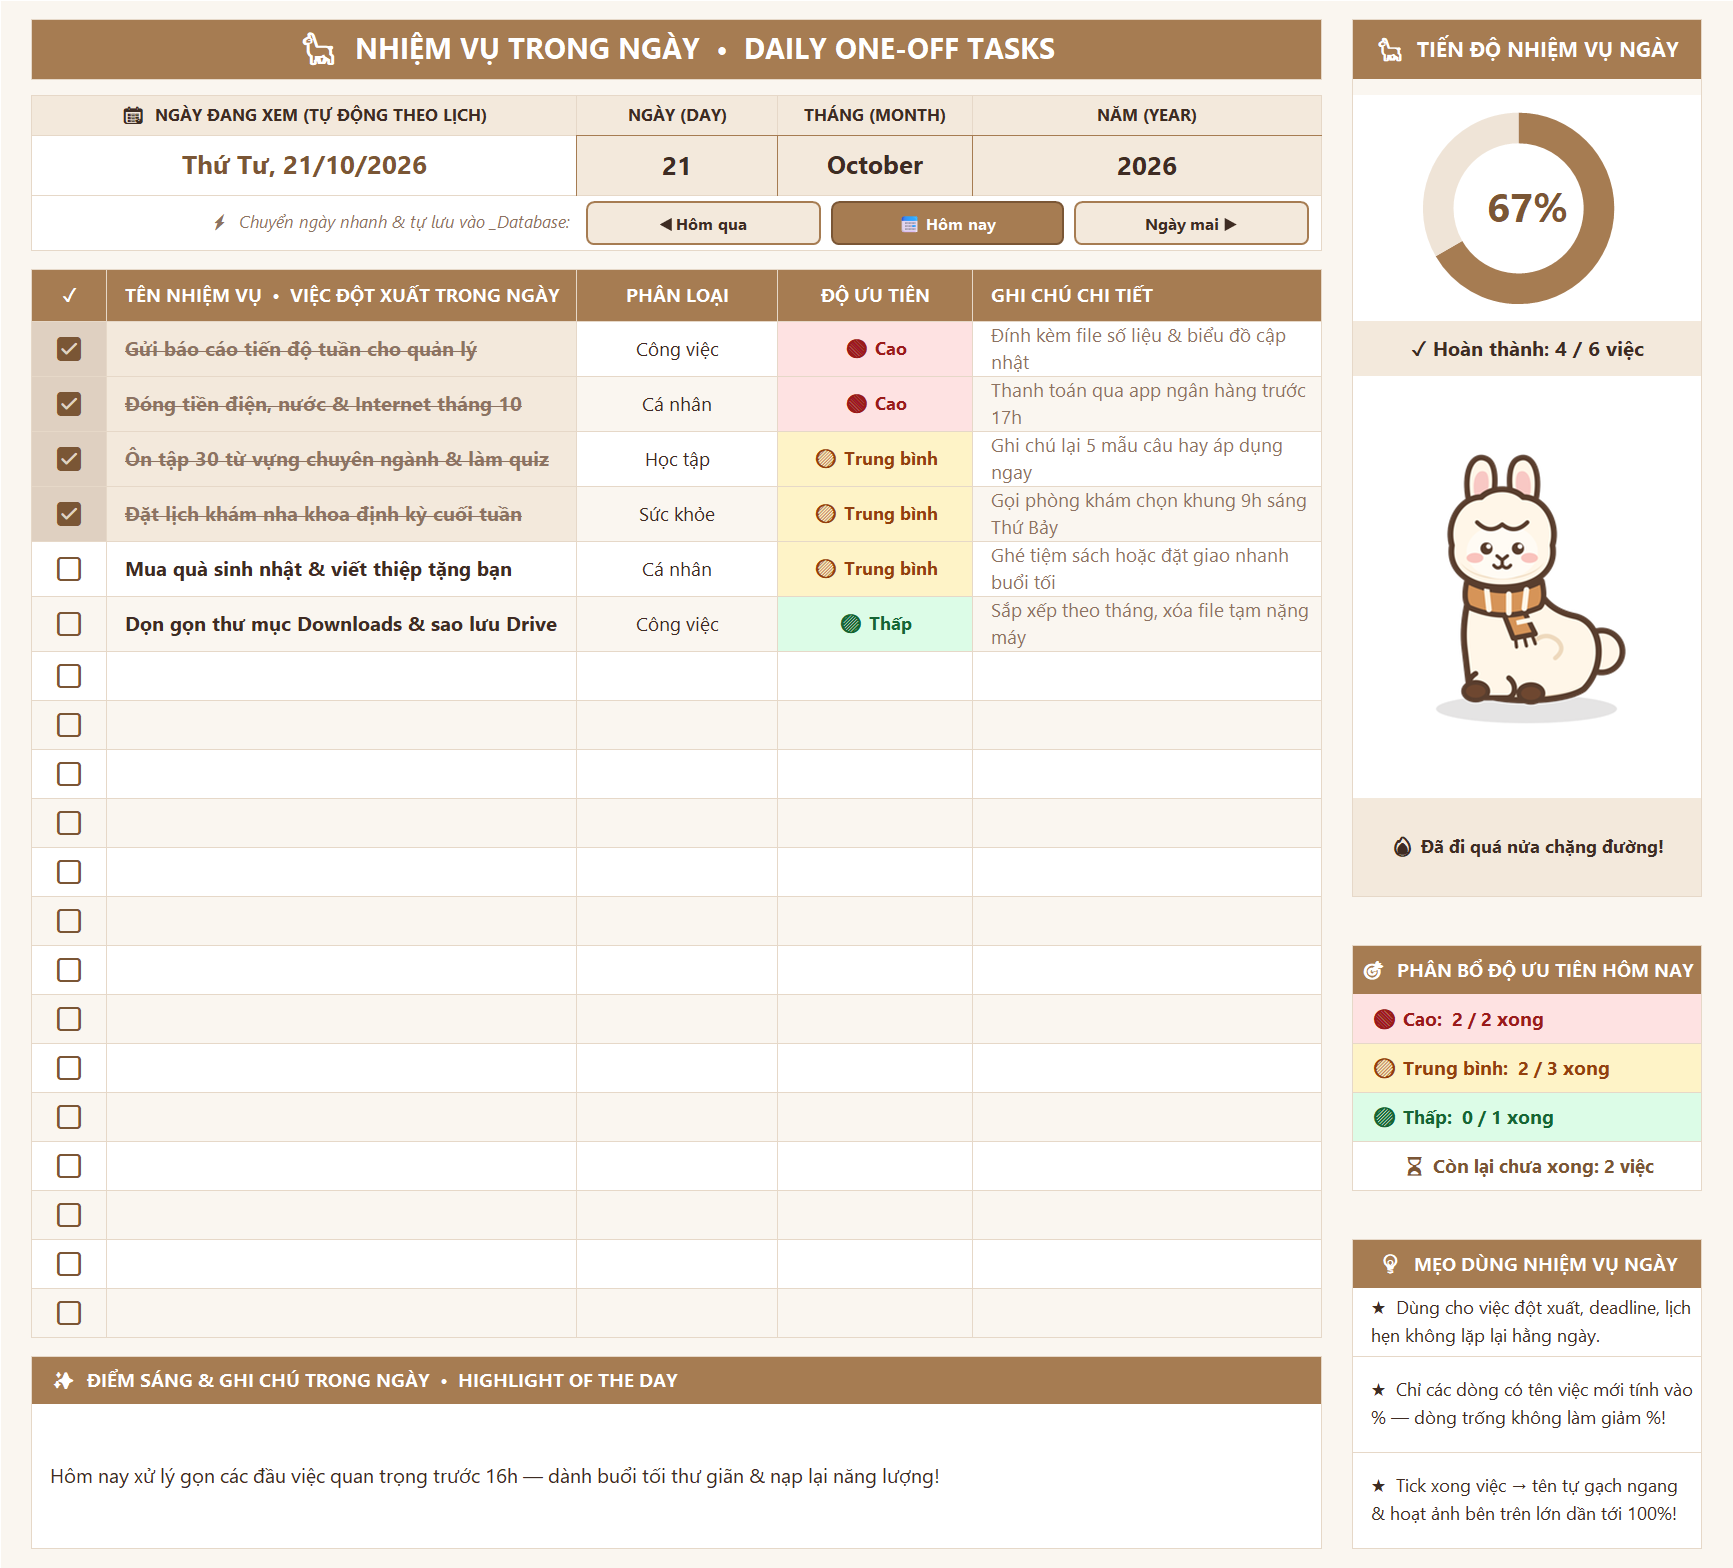 NHIỆM VỤ TRONG NGÀY • DAILY ONE-OFF TASKS
NGÀY ĐANG XEM (TỰ ĐỘNG THEO LỊCH)
NGÀY (DAY)
THÁNG (MONTH)
NĂM (YEAR)
Thứ Tư, 21/10/2026
21
October
2026
Chuyển ngày nhanh & tự lưu vào _Database:
◀ Hôm qua
Hôm nay
Ngày mai ▶
✓
TÊN NHIỆM VỤ • VIỆC ĐỘT XUẤT TRONG NGÀY
PHÂN LOẠI
ĐỘ ƯU TIÊN
GHI CHÚ CHI TIẾT
Gửi báo cáo tiến độ tuần cho quản lý
Công việc
Cao
Đính kèm file số liệu & biểu đồ cập
nhật
Đóng tiền điện, nước & Internet tháng 10
Cá nhân
Cao
Thanh toán qua app ngân hàng trước
17h
Ôn tập 30 từ vựng chuyên ngành & làm quiz
Học tập
Trung bình
Ghi chú lại 5 mẫu câu hay áp dụng
ngay
Đặt lịch khám nha khoa định kỳ cuối tuần
Sức khỏe
Trung bình
Gọi phòng khám chọn khung 9h sáng
Thứ Bảy
Mua quà sinh nhật & viết thiệp tặng bạn
Cá nhân
Trung bình
Ghé tiệm sách hoặc đặt giao nhanh
buổi tối
Dọn gọn thư mục Downloads & sao lưu Drive
Công việc
Thấp
Sắp xếp theo tháng, xóa file tạm nặng
máy
ĐIỂM SÁNG & GHI CHÚ TRONG NGÀY • HIGHLIGHT OF THE DAY
Hôm nay xử lý gọn các đầu việc quan trọng trước 16h — dành buổi tối thư giãn & nạp lại năng lượng!
TIẾN ĐỘ NHIỆM VỤ NGÀY
67%
✓ Hoàn thành: 4 / 6 việc
Đã đi quá nửa chặng đường!
PHÂN BỔ ĐỘ ƯU TIÊN HÔM NAY
Cao: 2 / 2 xong
Trung bình: 2 / 3 xong
Thấp: 0 / 1 xong
Còn lại chưa xong: 2 việc
MẸO DÙNG NHIỆM VỤ NGÀY
★ Dùng cho việc đột xuất, deadline, lịch
hẹn không lặp lại hằng ngày.
★ Chỉ các dòng có tên việc mới tính vào
% — dòng trống không làm giảm %!
★ Tick xong việc → tên tự gạch ngang
& hoạt ảnh bên trên lớn dần tới 100%!